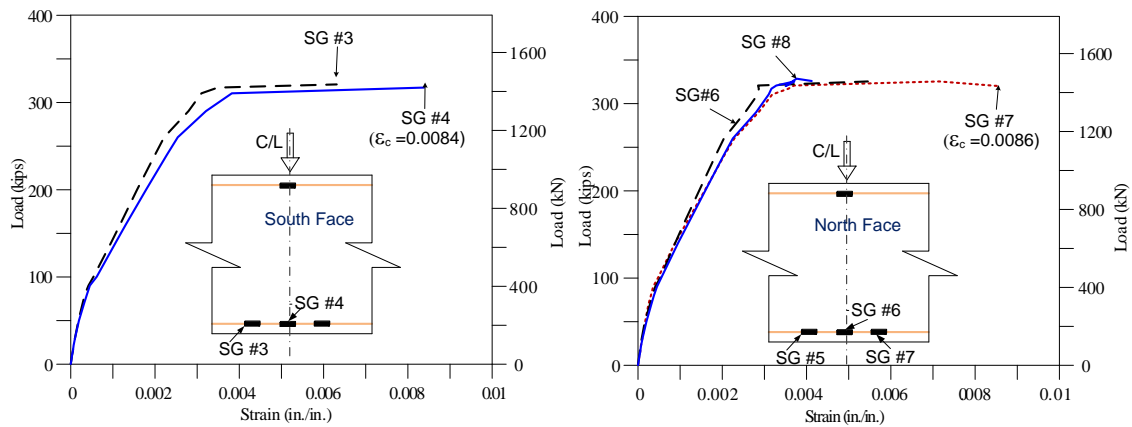 400
300
200
100
0
Load (kips)
1600
1200
800
400
0
Load (kN)
0
0.002
0.004
0.006
0.008
0.01
Strain (in./in.)
SG #3
SG #4
(ε_c =0.0084)
C/L
South Face
SG #4
SG #3
400
300
200
100
0
Load (kips)
1600
1200
800
400
0
Load (kN)
0
0.002
0.004
0.006
0.008
0.01
Strain (in./in.)
SG #8
SG#6
SG #7
(ε_c =0.0086)
C/L
North Face
SG #6
SG #5
SG #7